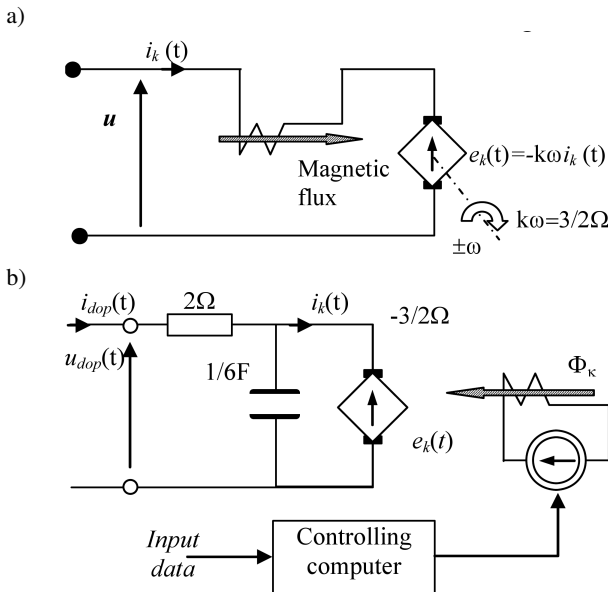 a)
i_k (t)
u
Magnetic
flux
e_k(t)=-kωi_k (t)
kω=3/2Ω
±ω
b)
i_dop(t)
2Ω
i_k(t)
-3/2Ω
u_dop(t)
1/6F
Φ_κ
e_k(t)
Input
data
Controlling
computer